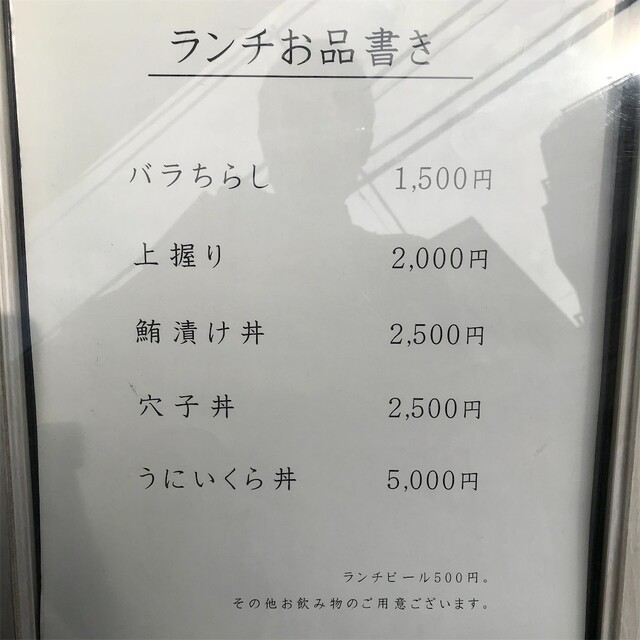 ランチお品書き
バラちらし 1,500円
上握り 2,000円
鮪漬け丼 2,500円
穴子丼 2,500円
うにいくら丼 5,000円
ランチビール500円。
その他お飲み物のご用意ございます。